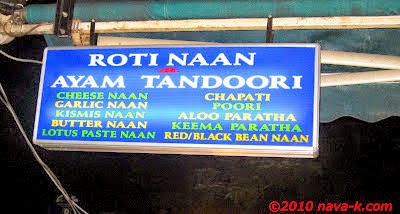 ROTI NAAN
AYAM TANDOORI
CHEESE NAAN
GARLIC NAAN
KISMIS NAAN
BUTTER NAAN
LOTUS PASTE NAAN
CHAPATI
POORI
ALOO PARATHA
KEEMA PARATHA
RED/BLACK BEAN NAAN
©2010 nava-k.com